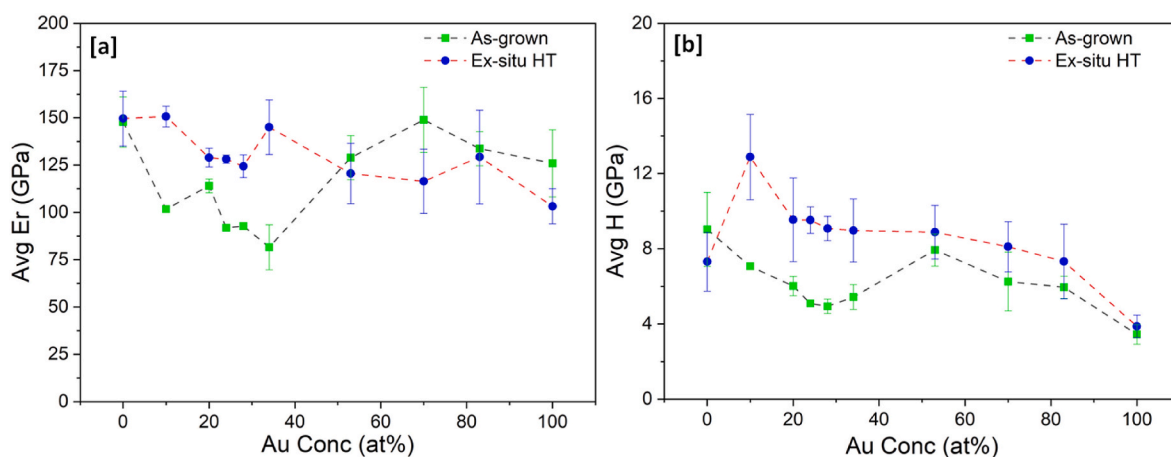 [a]
As-grown
Ex-situ HT
Avg Er (GPa)
200
175
150
125
100
75
50
25
0
0 20 40 60 80 100
Au Conc (at%)
[b]
As-grown
Ex-situ HT
Avg H (GPa)
20
16
12
8
4
0
0 20 40 60 80 100
Au Conc (at%)